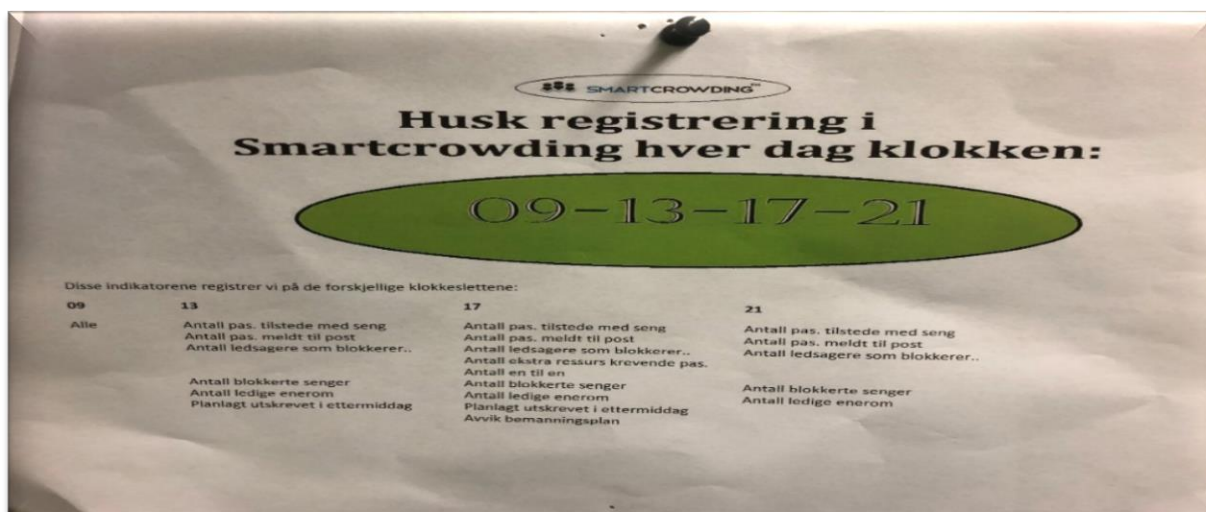 SMARTCROWDING
Husk registrering i
Smartcrowding hver dag klokken:
09-13-17-21
Disse indikatorene registrer vi på de forskjellige klokkeslettene:
09
Alle
13
Antall pas. tilstede med seng
Antall pas. meldt til post
Antall ledsagere som blokkerer..
Antall blokkerte senger
Antall ledige enerom
Planlagt utskrevet i ettermiddag
17
Antall pas. tilstede med seng
Antall pas. meldt til post
Antall ledsagere som blokkerer..
Antall ekstra ressurs krevende pas.
Antall en til en
Antall blokkerte senger
Antall ledige enerom
Planlagt utskrevet i ettermiddag
Avvik bemanningsplan
21
Antall pas. tilstede med seng
Antall pas. meldt til post
Antall ledsagere som blokkerer..
Antall blokkerte senger
Antall ledige enerom